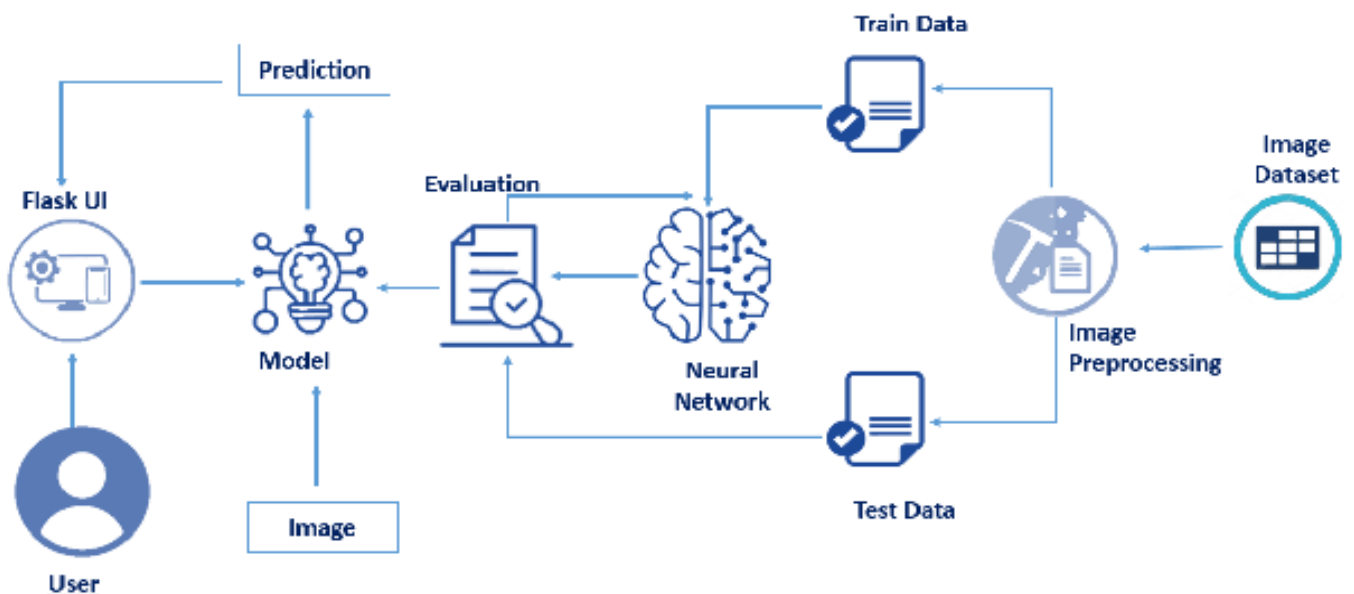 Train Data
Prediction
Image
Dataset
Evaluation
Flask UI
Image
Preprocessing
Model
Neural
Network
Image
Test Data
User